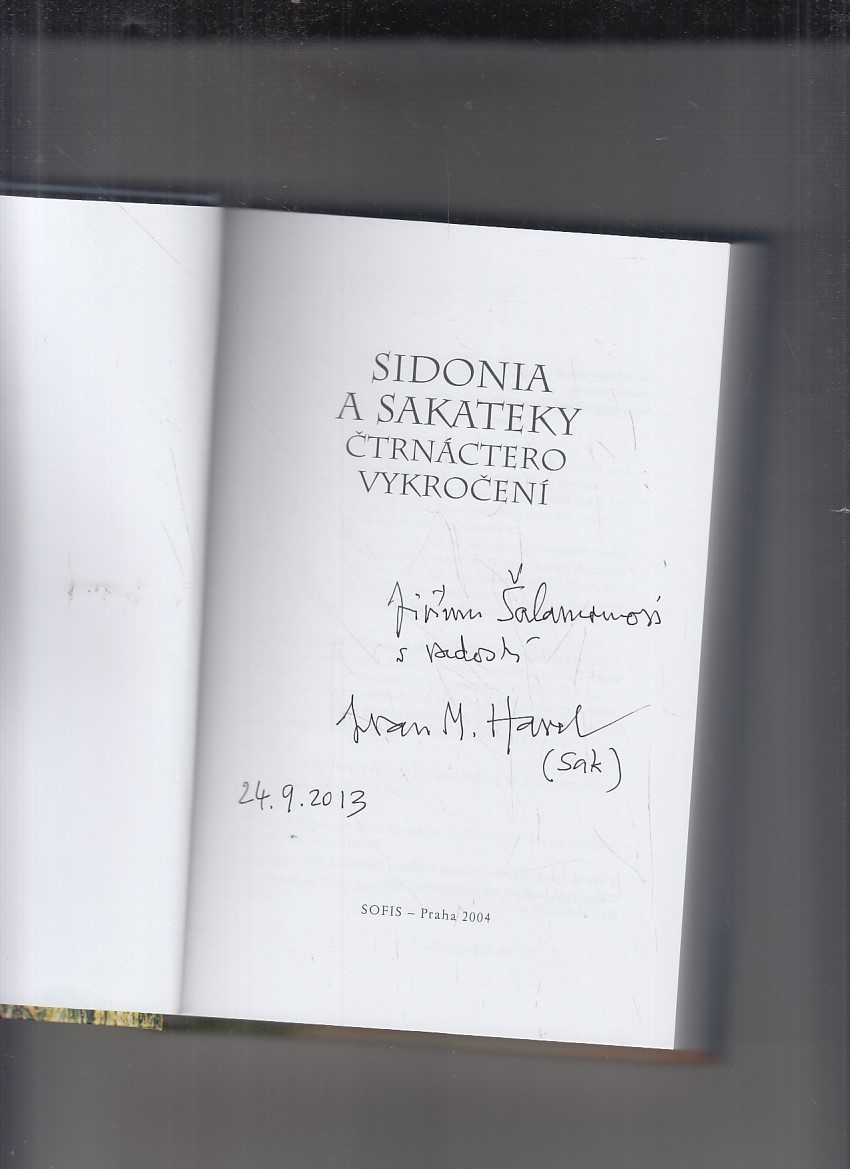 SIDONIA
A SAKATEKY
ČTRNÁCTERO
VYKROČENÍ
Jiřímu Šalamounovi
s radostí
Ivan M. Havel
(Sak)
24.9.2013
SOFIS – Praha 2004